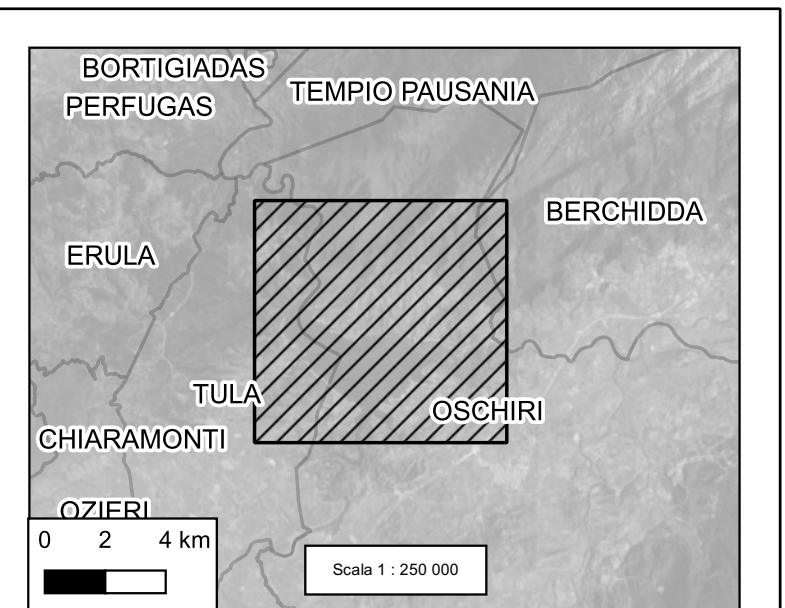 BORTIGIADAS
PERFUGAS
TEMPIO PAUSANIA
BERCHIDDA
ERULA
TULA
OSCHIRI
CHIARAMONTI
OZIERI
0 2 4 km
Scala 1 : 250 000